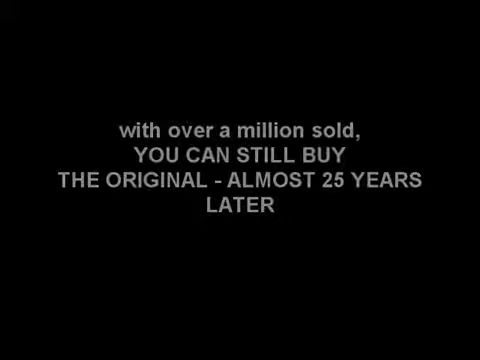 with over a million sold,
YOU CAN STILL BUY
THE ORIGINAL - ALMOST 25 YEARS
LATER